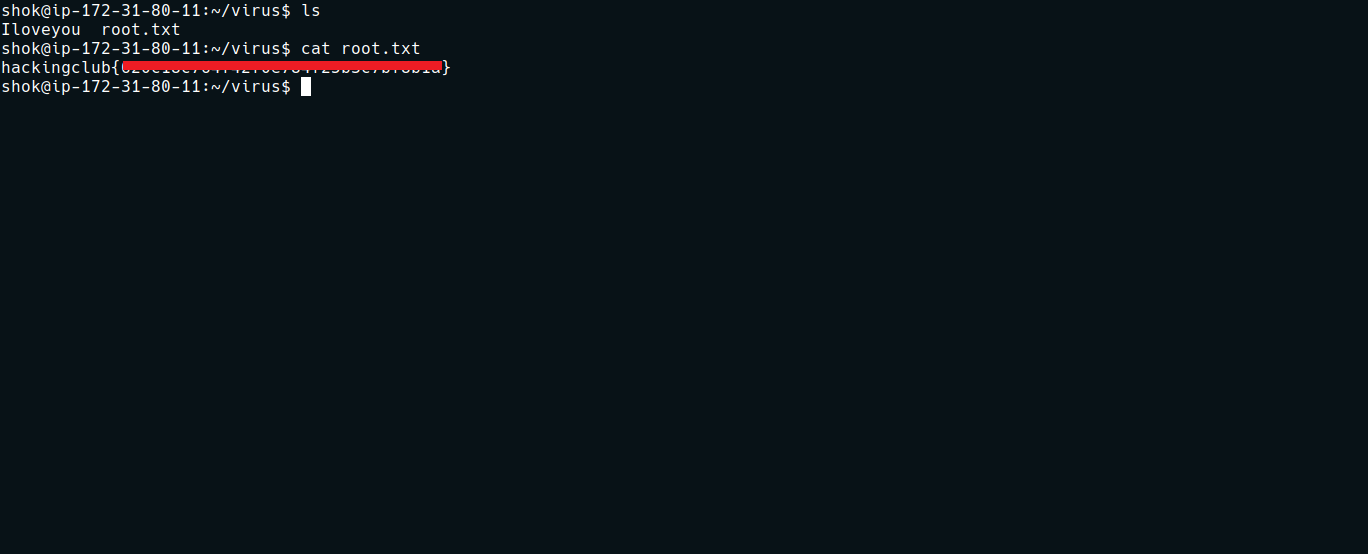 shok@ip-172-31-80-11:~/virus$ ls
Iloveyou  root.txt
shok@ip-172-31-80-11:~/virus$ cat root.txt
hackingclub{}
shok@ip-172-31-80-11:~/virus$